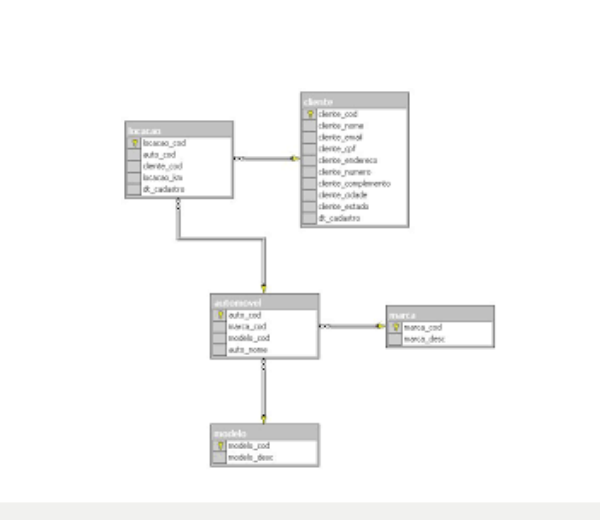 cliente
cliente_cod
cliente_nome
cliente_email
cliente_cpf
cliente_endereco
cliente_numero
cliente_complemento
cliente_cidade
cliente_estado
dt_cadastro
locacao
locacao_cod
auto_cod
cliente_cod
locacao_km
dt_cadastro
automovel
auto_cod
marca_cod
modelo_cod
auto_nome
marca
marca_cod
marca_desc
modelo
modelo_cod
modelo_desc